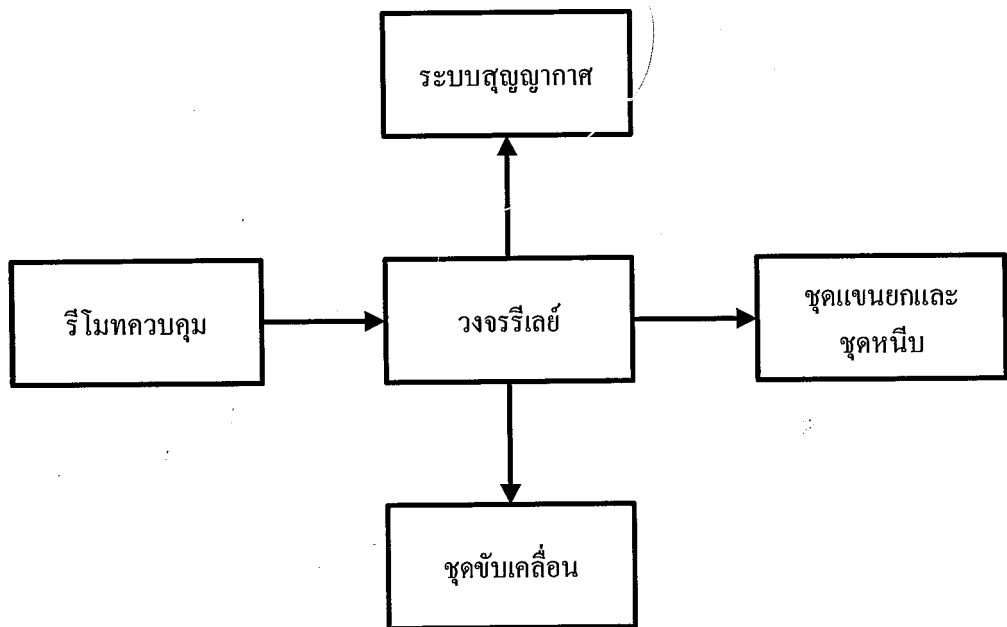 ระบบสุญญากาศ
รีโมทควบคุม
วงจรรีเลย์
ชุดแขนยกและ
ชุดหนีบ
ชุดขับเคลื่อน